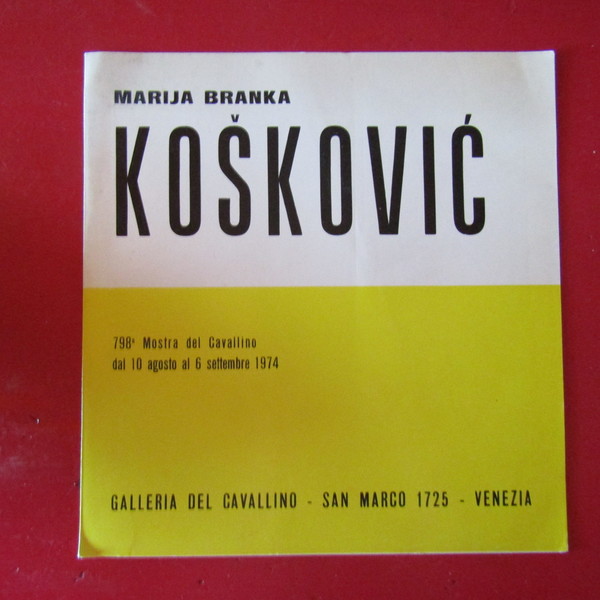 MARIJA BRANKA
KOŠKOVIĆ
798ª Mostra del Cavallino
dal 10 agosto al 6 settembre 1974
GALLERIA DEL CAVALLINO - SAN MARCO 1725 - VENEZIA